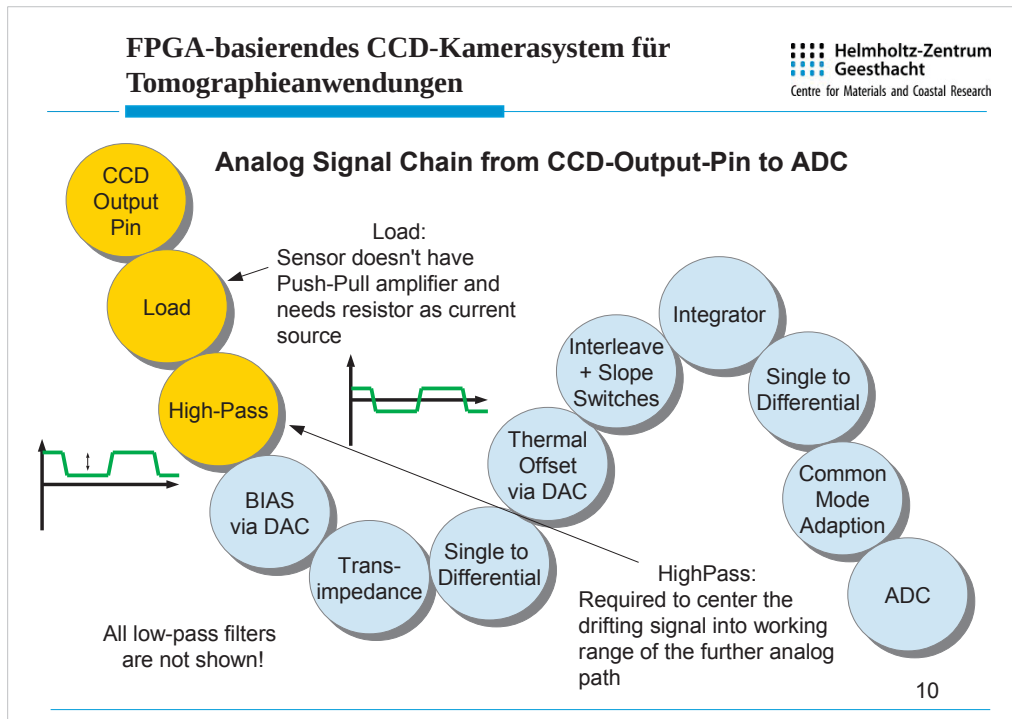 FPGA-basierendes CCD-Kamerasystem für
Tomographieanwendungen
Helmholtz-Zentrum
Geesthacht
Centre for Materials and Coastal Research
Analog Signal Chain from CCD-Output-Pin to ADC
CCD
Output
Pin
Load
Load:
Sensor doesn't have
Push-Pull amplifier and
needs resistor as current
source
High-Pass
BIAS
via DAC
Trans-
impedance
Single to
Differential
Thermal
Offset
via DAC
Interleave
+ Slope
Switches
Integrator
Single to
Differential
Common
Mode
Adaption
ADC
HighPass:
Required to center the
drifting signal into working
range of the further analog
path
All low-pass filters
are not shown!
10